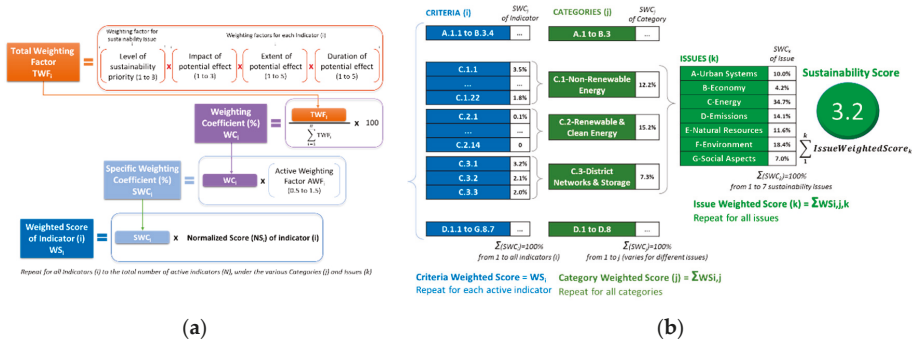 Weighting factor for
sustainability issue
Weighting factors for each Indicator (i)
Total Weighting
Factor
TWFi
=
Level of
sustainability
priority (1 to 3)
x
Impact of
potential effect
(1 to 3)
x
Extent of
potential effect
(1 to 5)
x
Duration of
potential effect
(1 to 5)
Weighting
Coefficient (%)
WCi
=
TWFi
x 100
N
∑ TWFi
i=1
Specific Weighting
Coefficient (%)
SWCi
=
WCi
x
Active Weighting
Factor AWFi
[0.5 to 1.5]
Weighted Score
of Indicator (i)
WSi
=
SWCi
x Normalized Score (NSi) of indicator (i)
Repeat for all Indicators (i) to the total number of active indicators (N), under the various Categories (j) and Issues (k)
(a)
CRITERIA (i)
SWCi
of Indicator
A.1.1 to B.3.4 ...
C.1.1 3.5%
... ...
C.1.22 1.8%
C.2.1 0.1%
... ...
C.2.14 0
C.3.1 3.2%
C.3.2 2.1%
C.3.3 2.0%
D.1.1 to G.8.7 ...
∑(SWCi)=100%
from 1 to all indicators (i)
Criteria Weighted Score = WSi
Repeat for each active indicator
CATEGORIES (j)
SWCj
of Category
A.1 to B.3 ...
C.1-Non-Renewable
Energy
12.2%
C.2-Renewable &
Clean Energy
15.2%
C.3-District
Networks & Storage
7.3%
D.1 to D.8 ...
∑(SWCj)=100%
from 1 to j (varies for different issues)
Category Weighted Score (j) = ∑WSi,j
Repeat for all categories
ISSUES (k)
SWCk
of Issue
A-Urban Systems 10.0%
B-Economy 4.2%
C-Energy 34.7%
D-Emissions 14.1%
E-Natural Resources 11.6%
F-Environment 18.4%
G-Social Aspects 7.0%
∑(SWCk)=100%
from 1 to 7 sustainability issues
Issue Weighted Score (k) = ∑WSi,j,k
Repeat for all issues
Sustainability Score
3.2
k
∑ IssueWeightedScorek
1
(b)